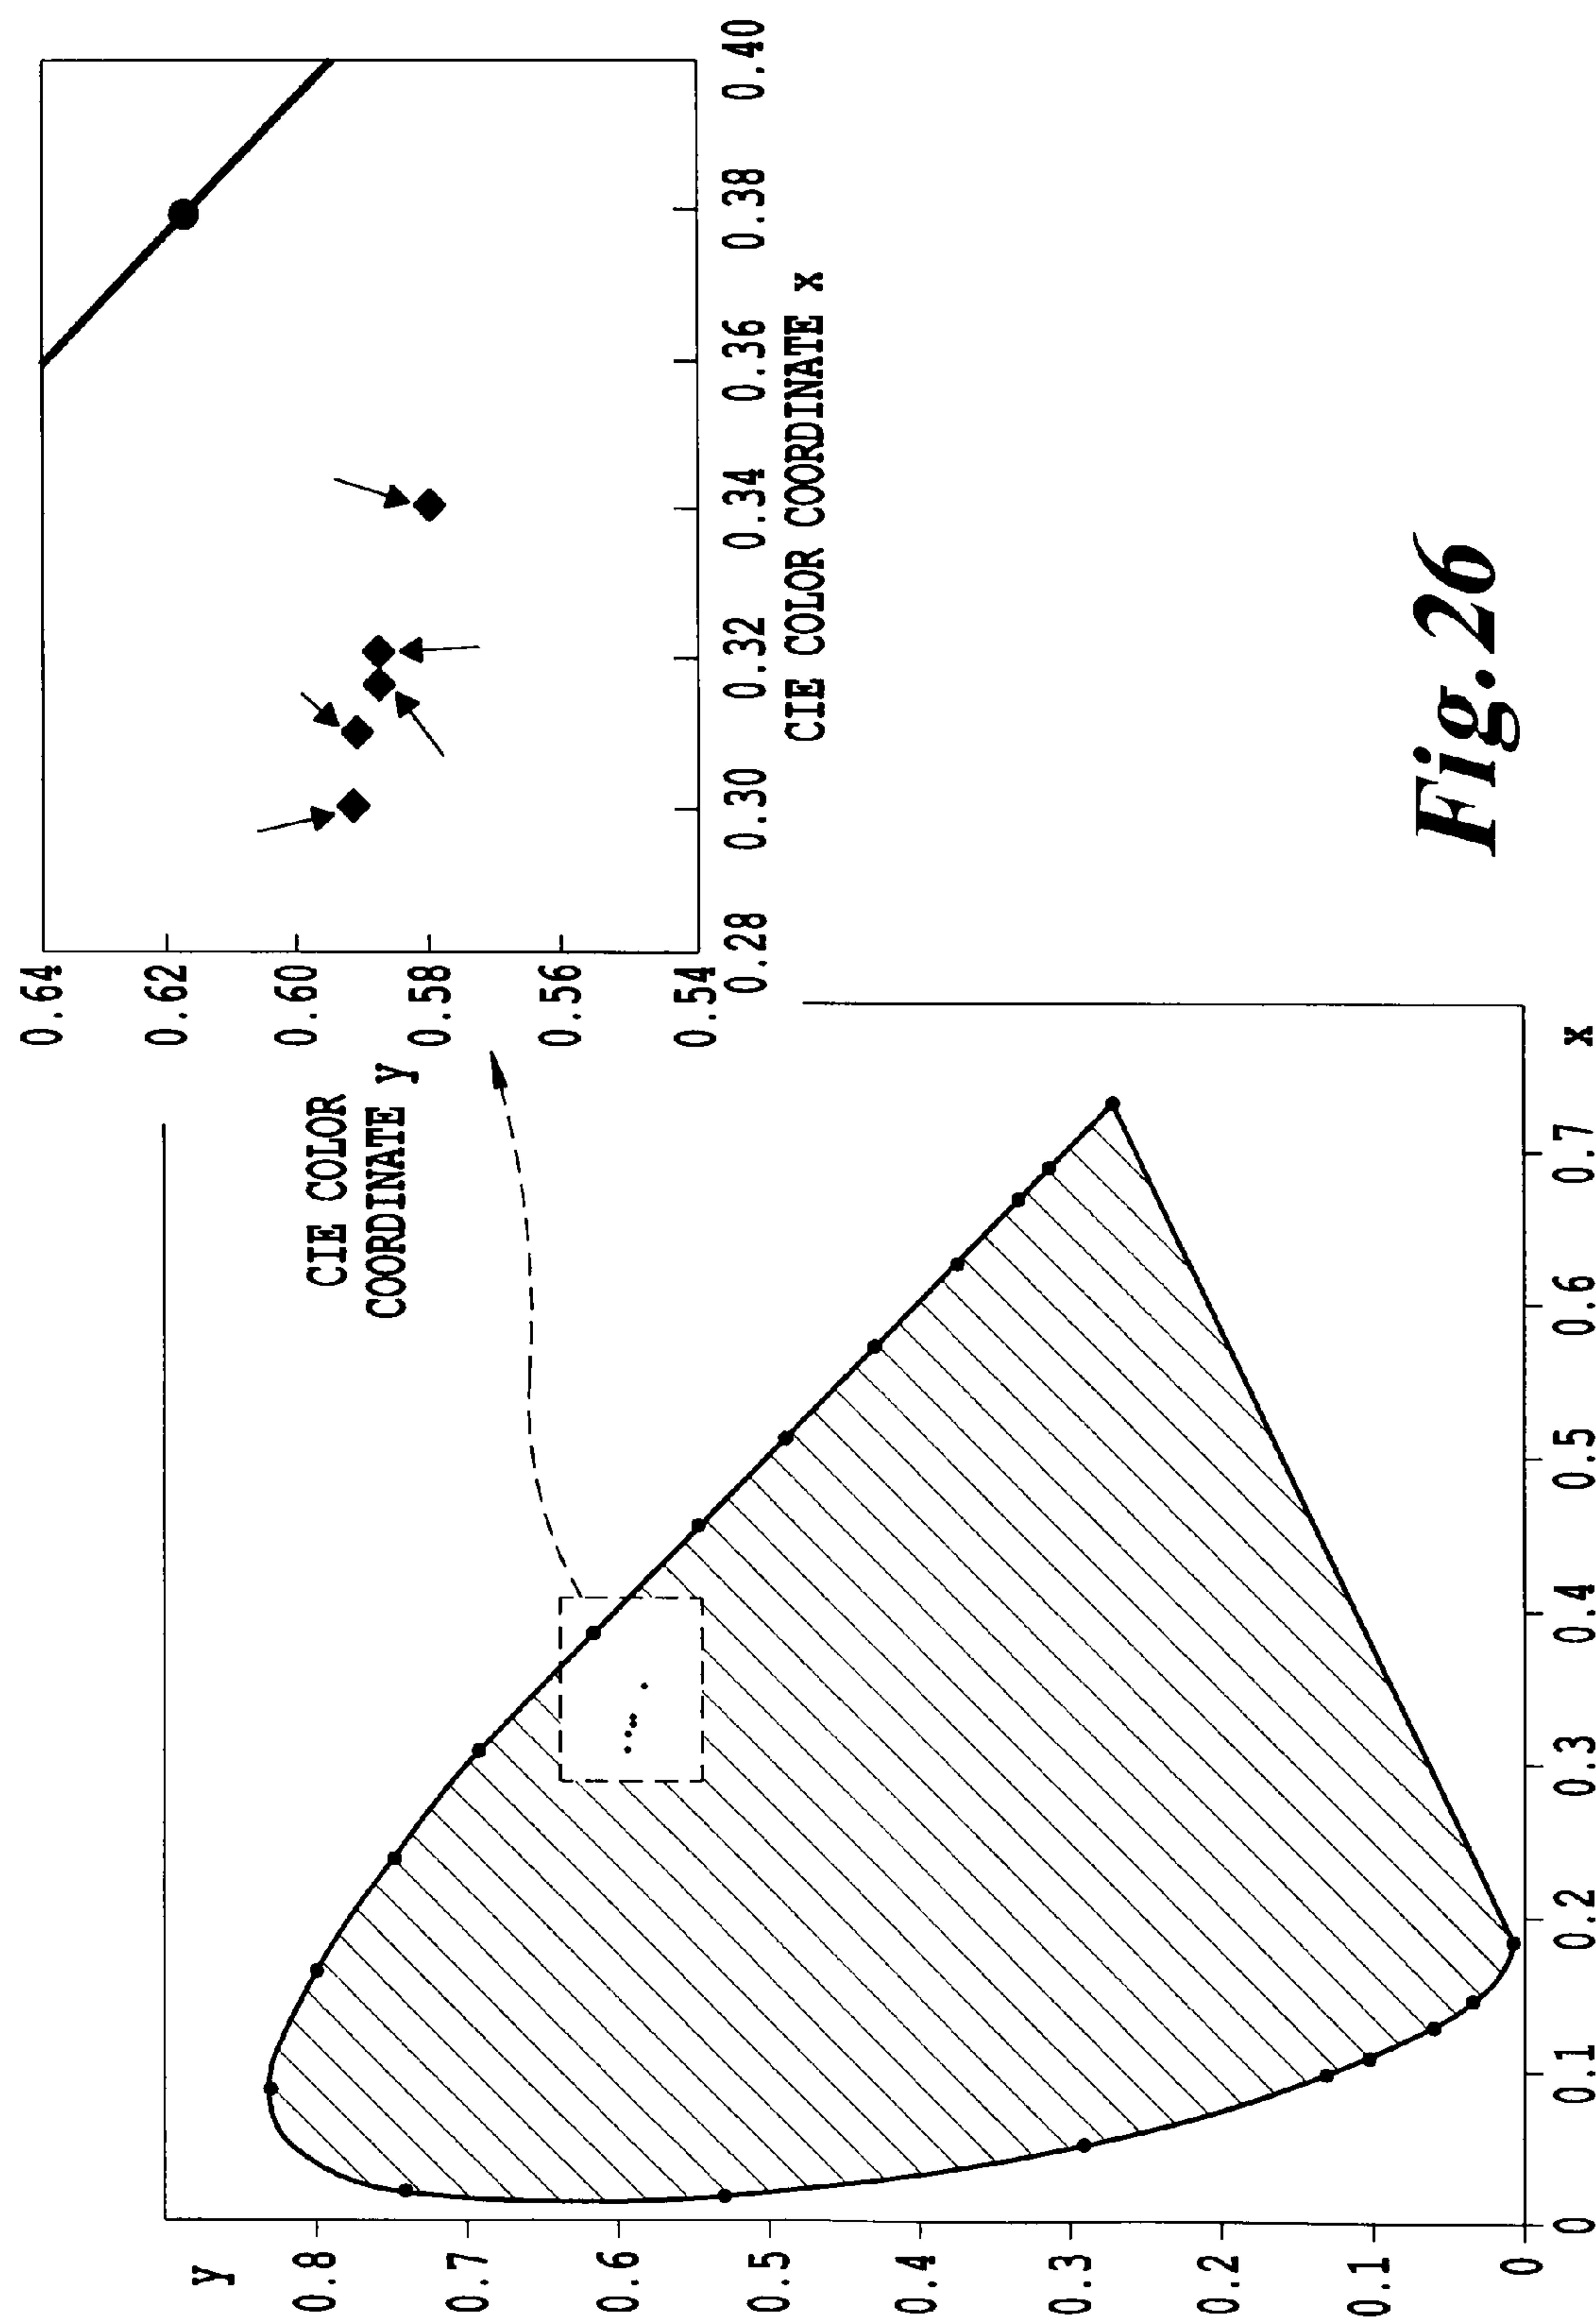 y
0.8
0.7
0.6
0.5
0.4
0.3
0.2
0.1
0
0 0.1 0.2 0.3 0.4 0.5 0.6 0.7 x
CIE COLOR
COORDINATE y
0.64
0.62
0.60
0.58
0.56
0.54
0.28 0.30 0.32 0.34 0.36 0.38 0.40
CIE COLOR COORDINATE x
Fig.26